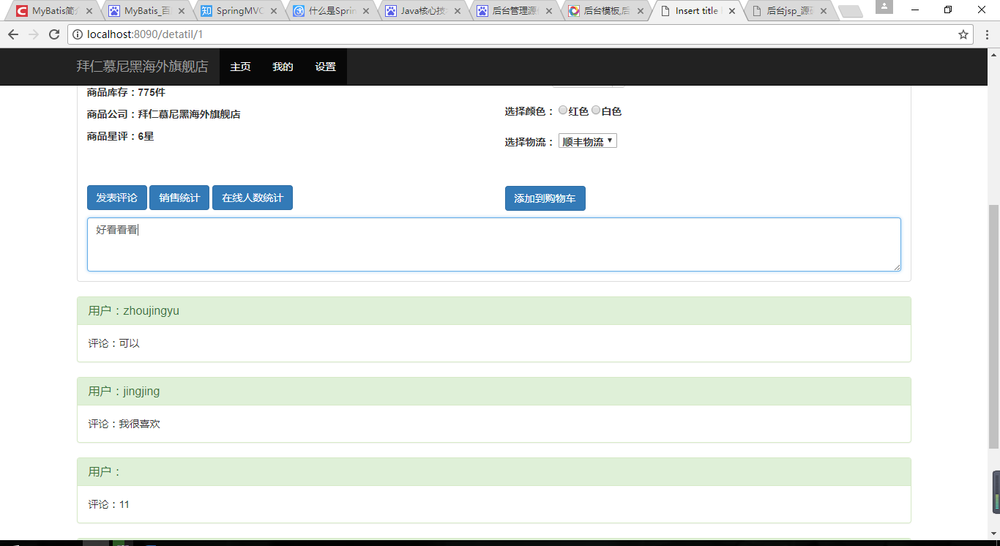 MyBatis简介
MyBatis_百
SpringMVC
什么是Sprin
Java核心技术
后台管理源码
后台模板,后
Insert title
后台jsp_源码
localhost:8090/detatil/1
拜仁慕尼黑海外旗舰店 主页 我的 设置
商品库存：775件
商品公司：拜仁慕尼黑海外旗舰店
商品星评：6星
选择颜色： 红色 白色
选择物流： 顺丰物流
发表评论 销售统计 在线人数统计 添加到购物车
好看看看
用户：zhoujingyu
评论：可以
用户：jingjing
评论：我很喜欢
用户：
评论：11